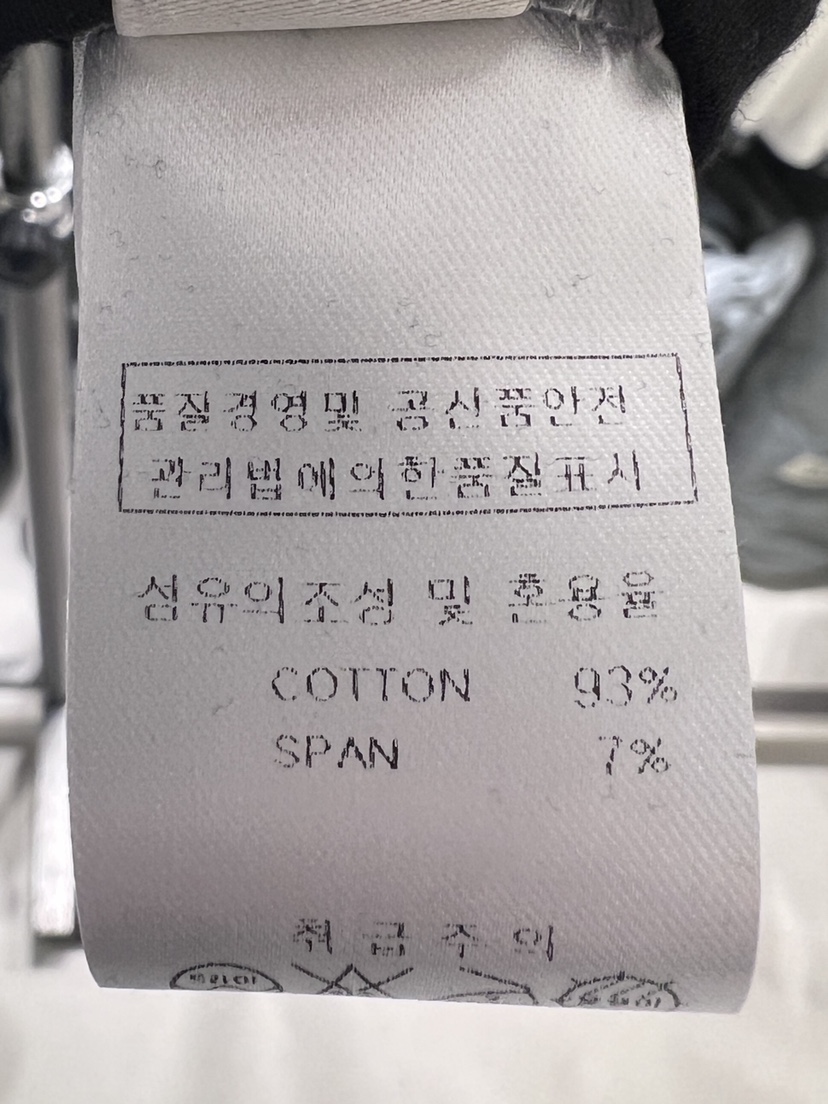 품질경영및 공산품안전
관리법에의한품질표시
섬유의조성 및 혼용율
COTTON 93%
SPAN 7%
취 급 주 의